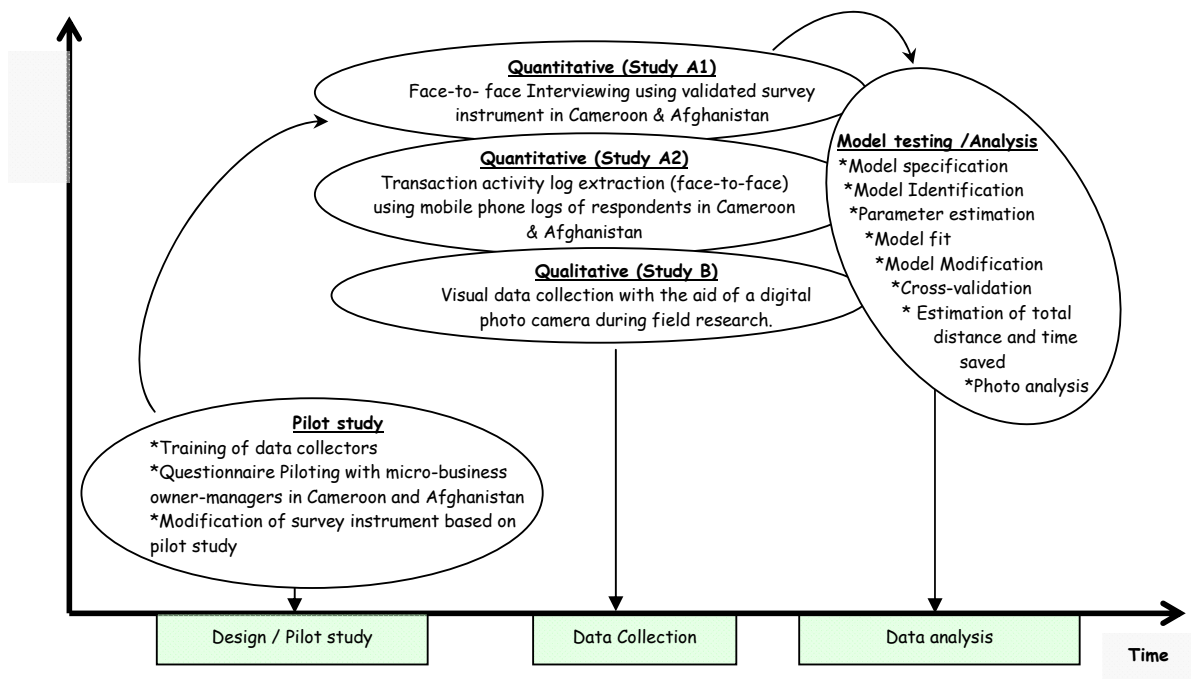 Quantitative (Study A1)
Face-to- face Interviewing using validated survey
instrument in Cameroon & Afghanistan
Quantitative (Study A2)
Transaction activity log extraction (face-to-face)
using mobile phone logs of respondents in Cameroon
& Afghanistan
Qualitative (Study B)
Visual data collection with the aid of a digital
photo camera during field research.
Model testing /Analysis
*Model specification
*Model Identification
*Parameter estimation
*Model fit
*Model Modification
*Cross-validation
* Estimation of total
distance and time
saved
*Photo analysis
Pilot study
*Training of data collectors
*Questionnaire Piloting with micro-business
owner-managers in Cameroon and Afghanistan
*Modification of survey instrument based on
pilot study
Design / Pilot study
Data Collection
Data analysis
Time